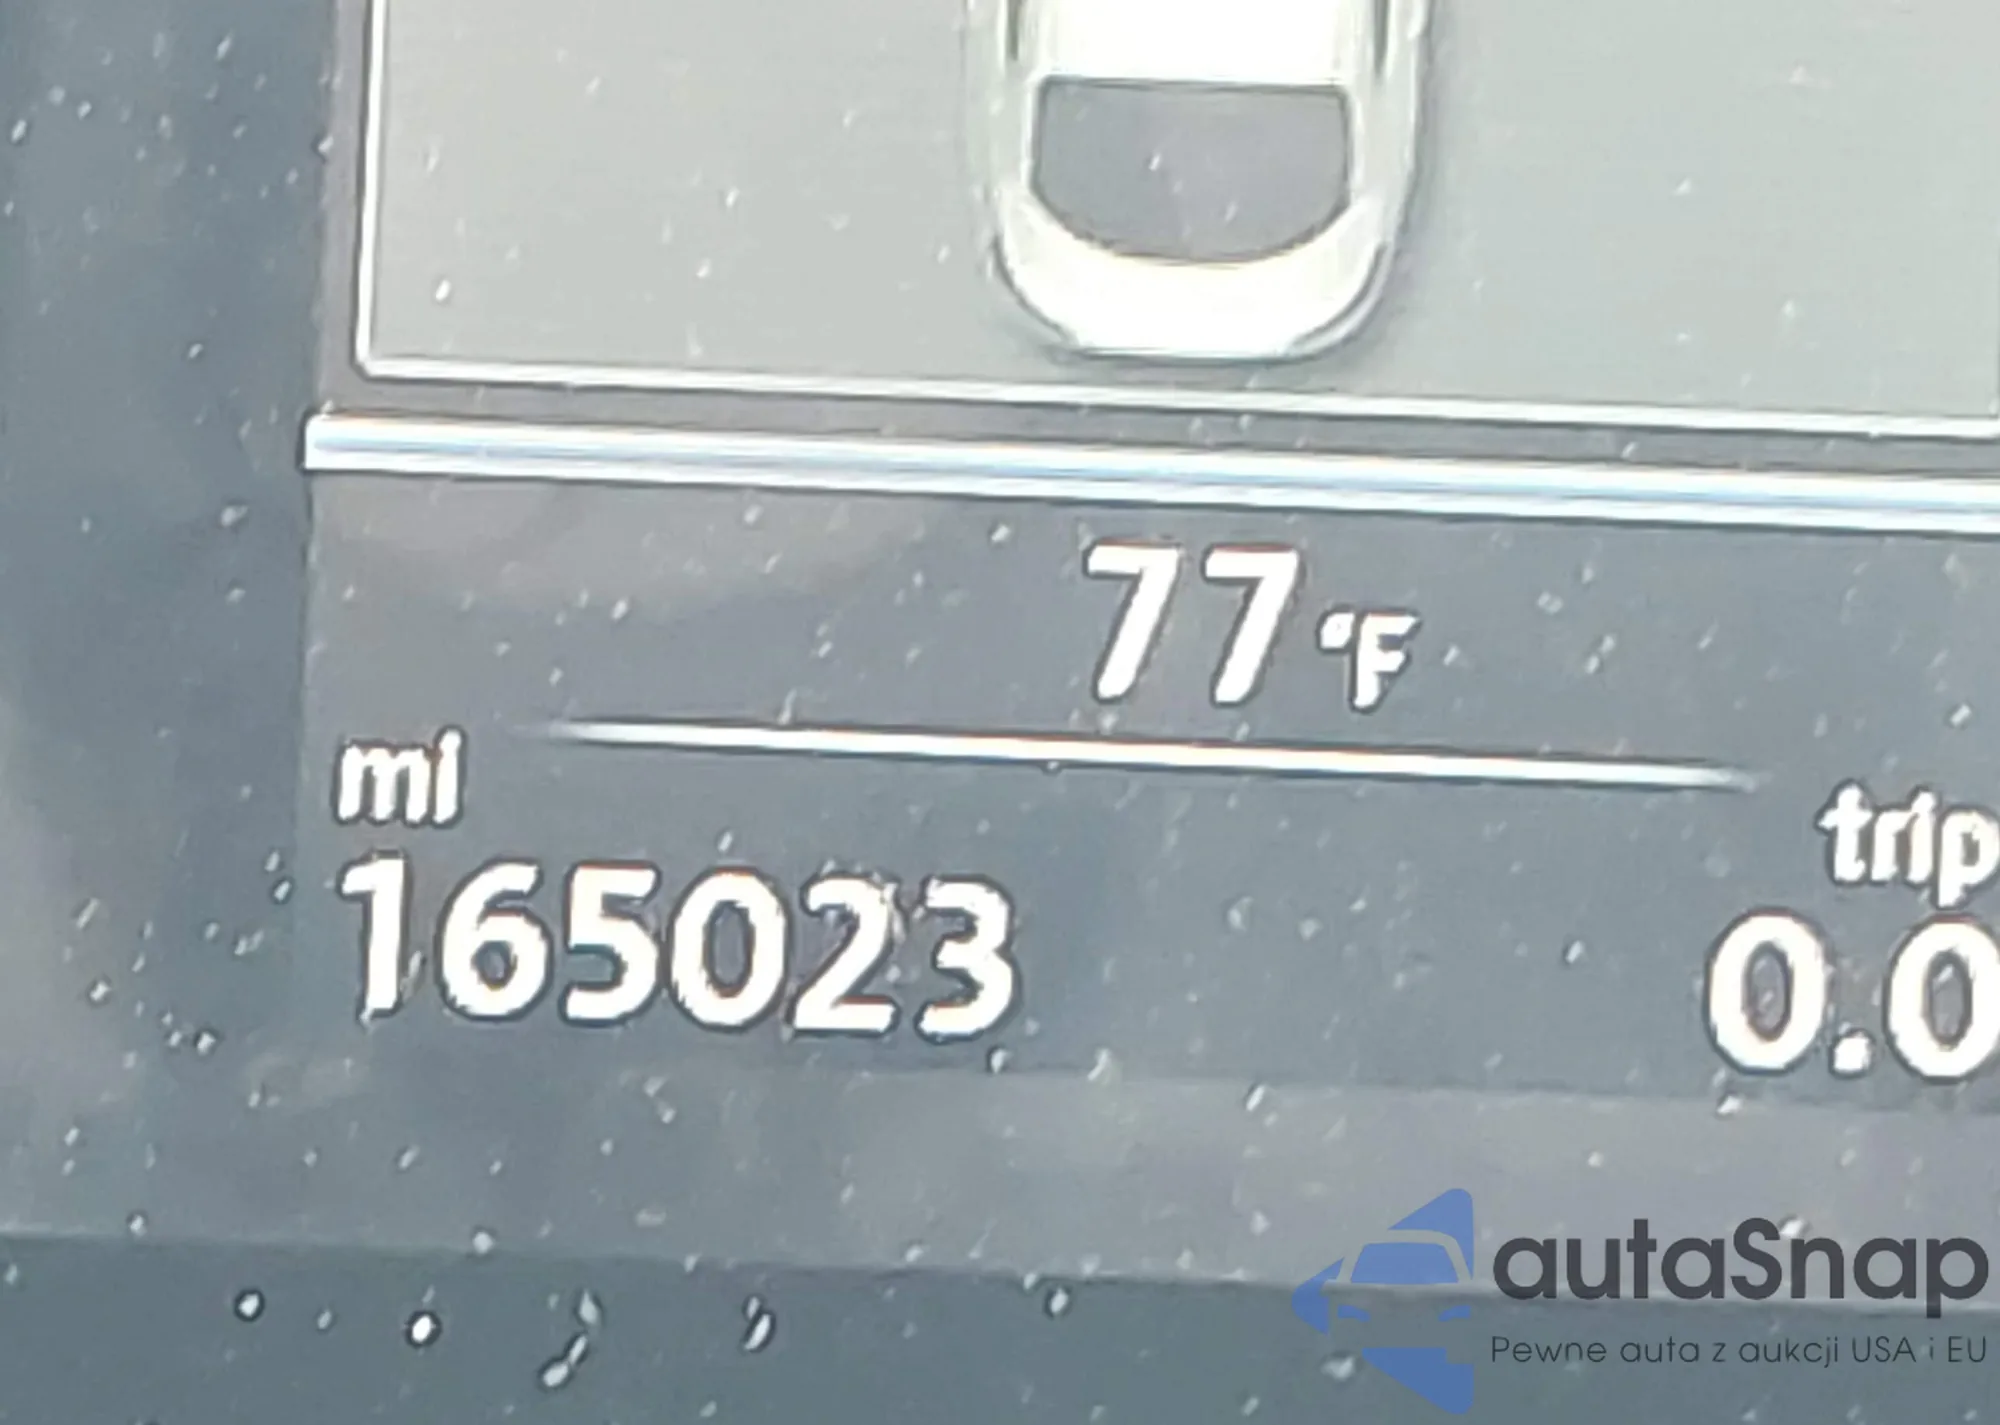 77 °F
mi
trip
165023
0.0
autaSnap
Pewne auta z aukcji USA i EU